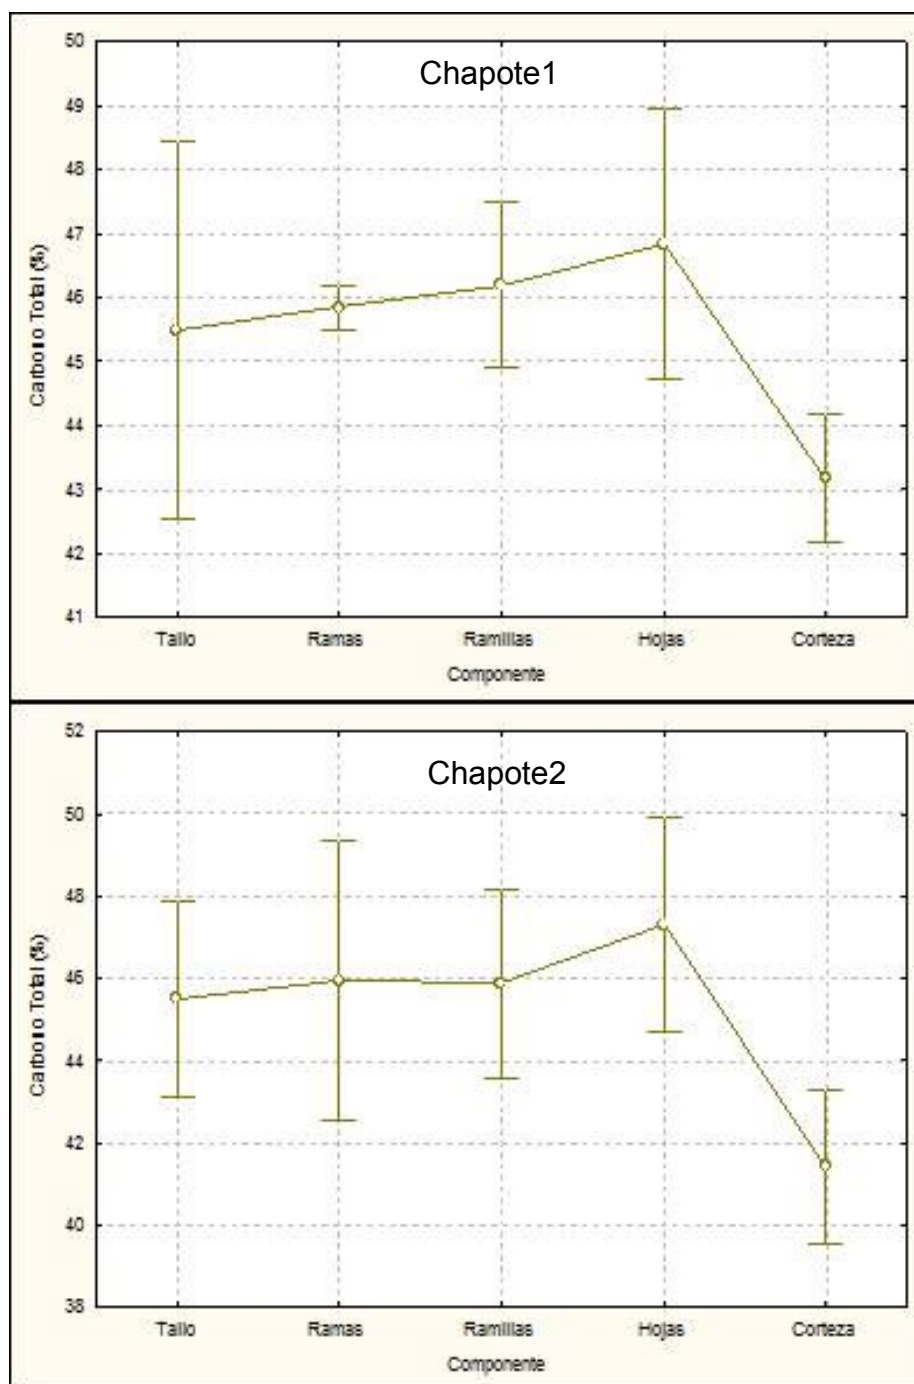 Chapote1
50
49
48
47
46
45
44
43
42
41
Carbono Total (%)
Tallo Ramas Ramillas Hojas Corteza
Componente
Chapote2
52
50
48
46
44
42
40
38
Carbono Total (%)
Tallo Ramas Ramillas Hojas Corteza
Componente